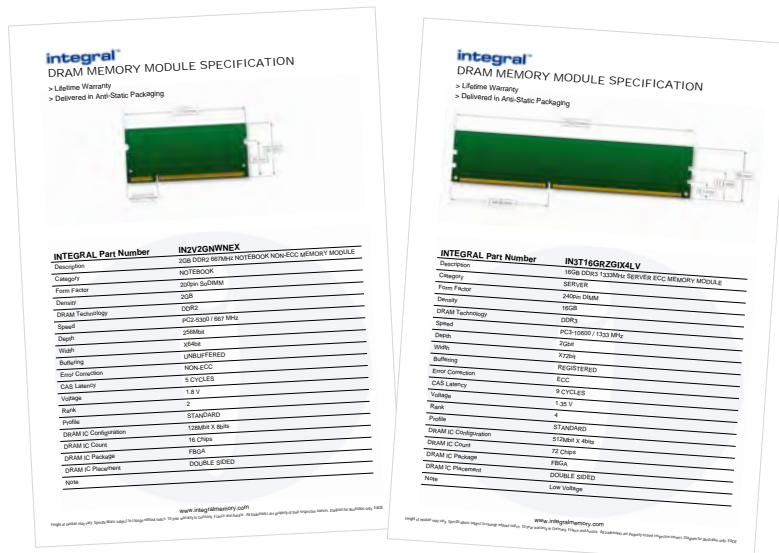 integral™
DRAM MEMORY MODULE SPECIFICATION
> Lifetime Warranty
> Delivered in Anti-Static Packaging
INTEGRAL Part Number IN2V2GNWNEX
Description 2GB DDR2 667MHz NOTEBOOK NON-ECC MEMORY MODULE
Category NOTEBOOK
Form Factor 200pin SoDIMM
Density 2GB
DRAM Technology DDR2
Speed PC2-5300 / 667 MHz
Depth 256Mbit
Width X64bit
Buffering UNBUFFERED
Error Correction NON-ECC
CAS Latency 5 CYCLES
Voltage 1.8 V
Rank 2
Profile STANDARD
DRAM IC Configuration 128Mbit X 8bits
DRAM IC Count 16 Chips
DRAM IC Package FBGA
DRAM IC Placement DOUBLE SIDED
Note
www.integralmemory.com
integral™
DRAM MEMORY MODULE SPECIFICATION
> Lifetime Warranty
> Delivered in Anti-Static Packaging
INTEGRAL Part Number IN3T16GRZGIX4LV
Description 16GB DDR3 1333MHz SERVER ECC MEMORY MODULE
Category SERVER
Form Factor 240pin DIMM
Density 16GB
DRAM Technology DDR3
Speed PC3-10600 / 1333 MHz
Depth 2Gbit
Width X72bit
Buffering REGISTERED
Error Correction ECC
CAS Latency 9 CYCLES
Voltage 1.35 V
Rank 4
Profile STANDARD
DRAM IC Configuration 512Mbit X 4bits
DRAM IC Count 72 Chips
DRAM IC Package FBGA
DRAM IC Placement DOUBLE SIDED
Note Low Voltage
www.integralmemory.com